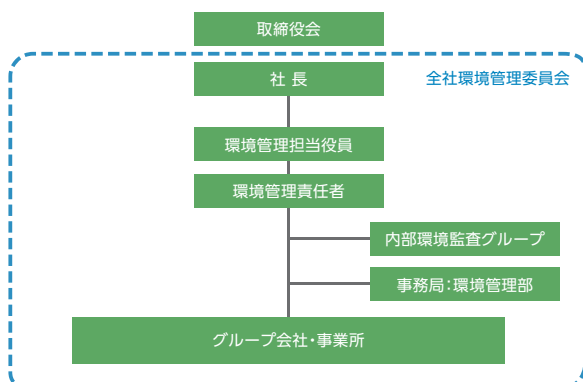 取締役会
社 長
全社環境管理委員会
環境管理担当役員
環境管理責任者
内部環境監査グループ
事務局：環境管理部
グループ会社・事業所